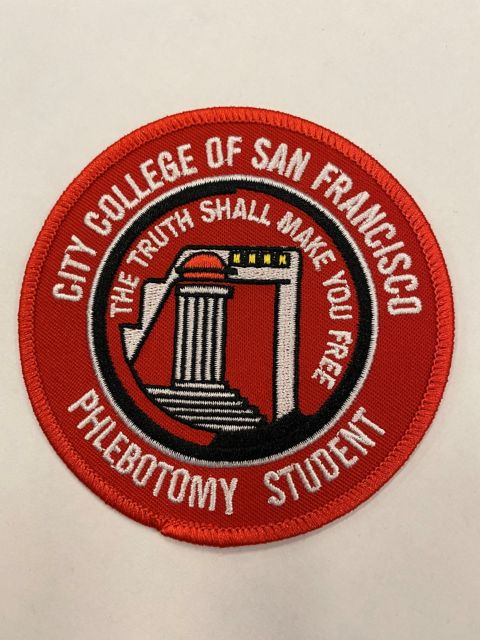 CITY COLLEGE OF SAN FRANCISCO
THE TRUTH SHALL MAKE YOU FREE
PHLEBOTOMY STUDENT